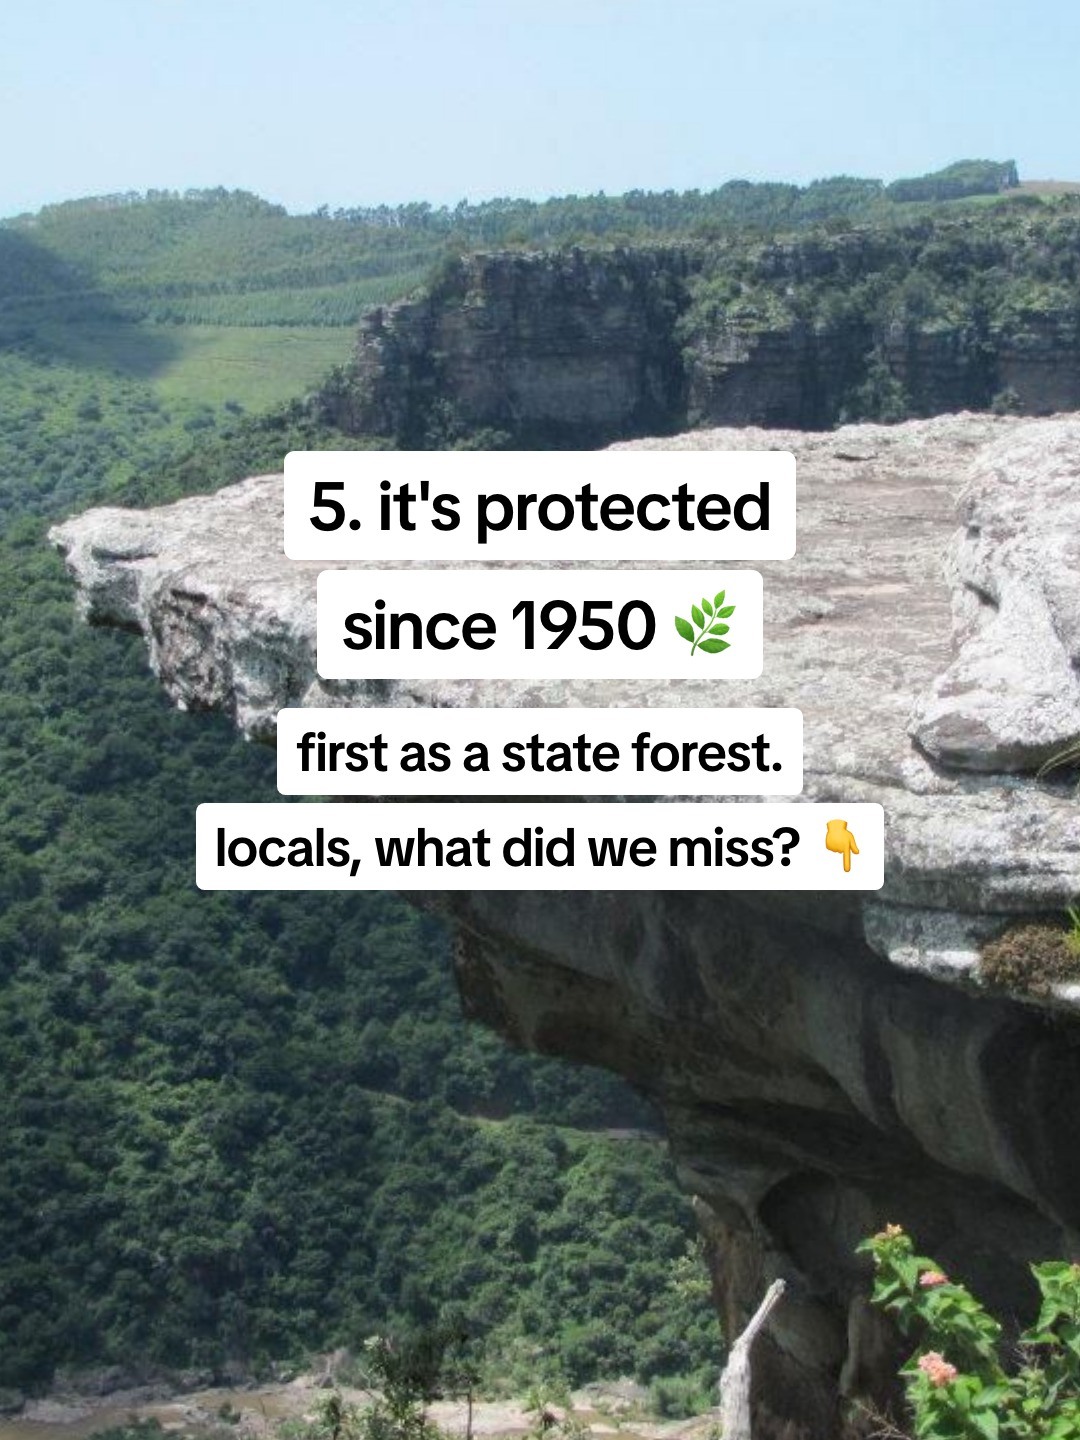 5. it's protected
since 1950 🌿
first as a state forest.
locals, what did we miss? 👇